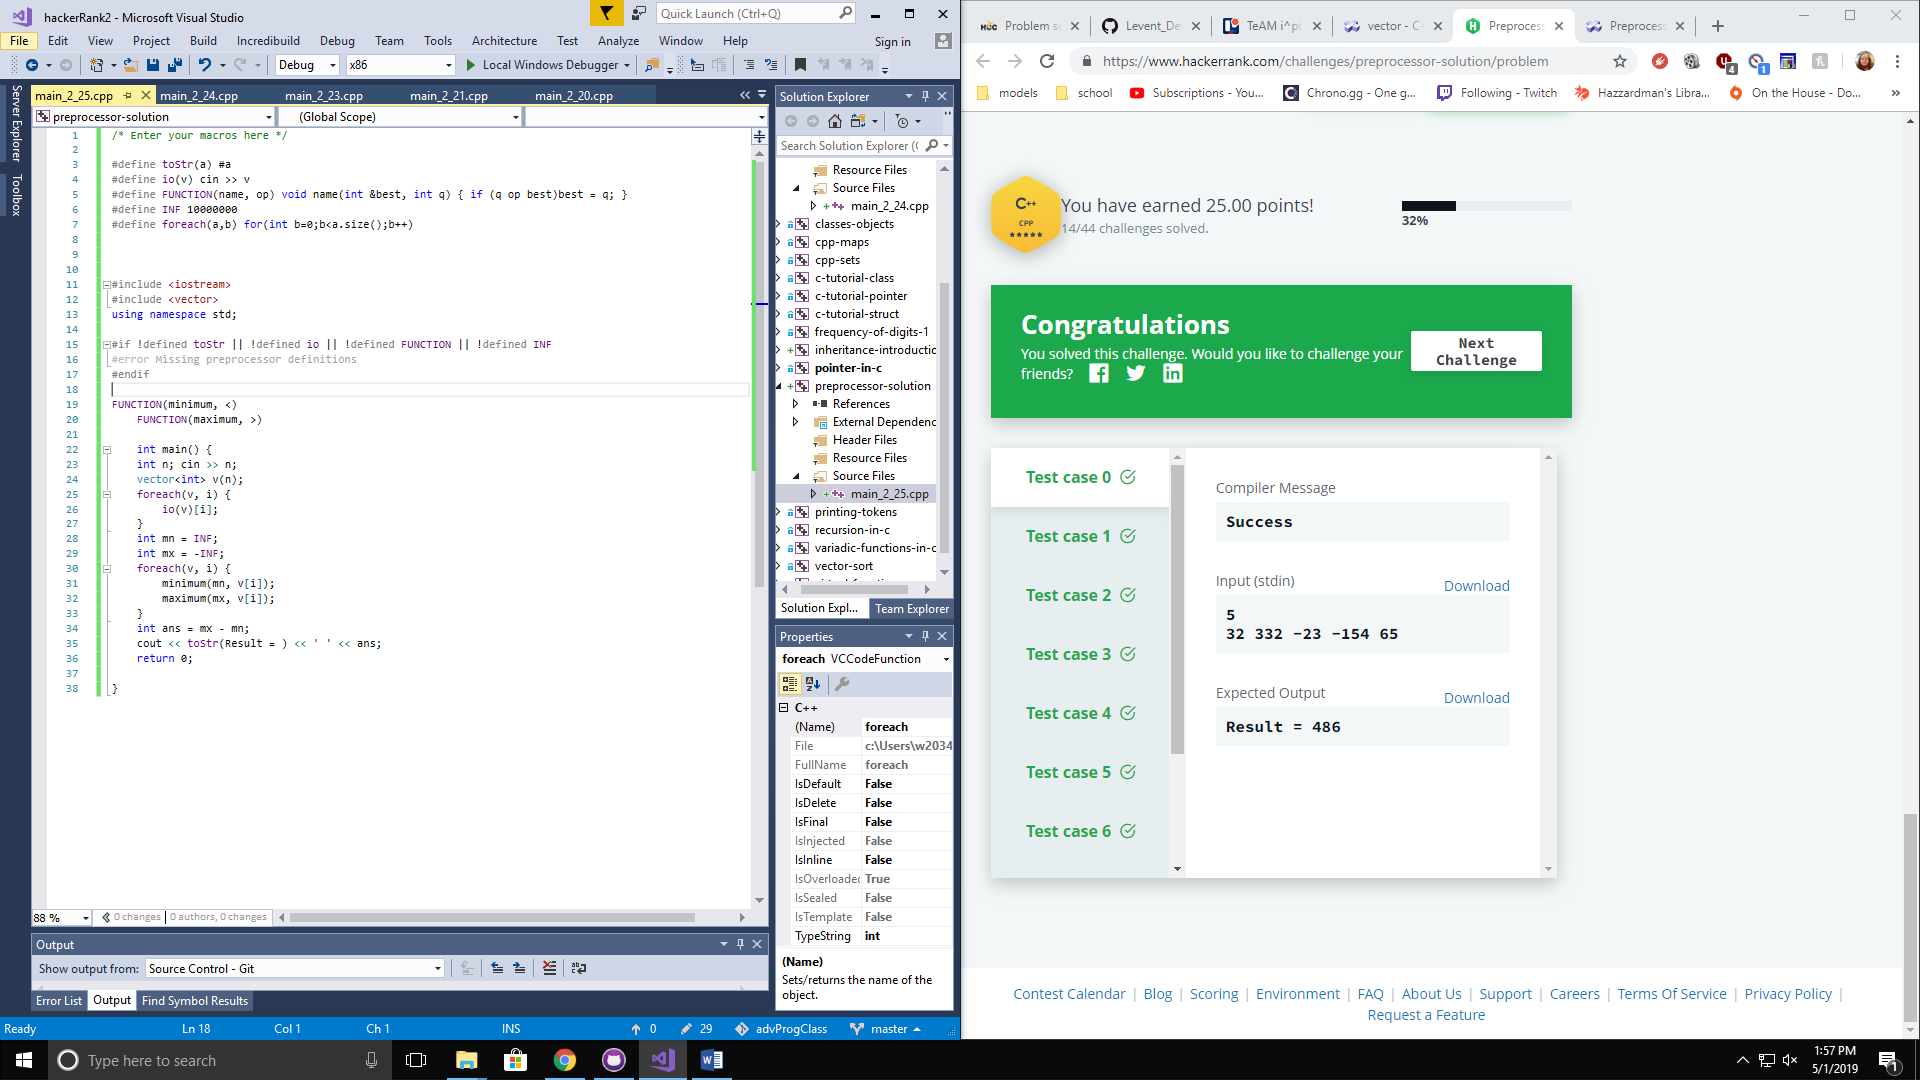 hackerRank2 - Microsoft Visual Studio
Quick Launch (Ctrl+Q)
File Edit View Project Build Incredibuild Debug Team Tools Architecture Test Analyze Window Help Sign in
Debug x86 Local Windows Debugger
Server Explorer
Toolbox
main_2_25.cpp main_2_24.cpp main_2_23.cpp main_2_21.cpp main_2_20.cpp
preprocessor-solution (Global Scope)
1 /* Enter your macros here */
2
3 #define toStr(a) #a
4 #define io(v) cin >> v
5 #define FUNCTION(name, op) void name(int &best, int q) { if (q op best)best = q; }
6 #define INF 10000000
7 #define foreach(a,b) for(int b=0;b<a.size();b++)
8
9
10
11 #include <iostream>
12 #include <vector>
13 using namespace std;
14
15 #if !defined toStr || !defined io || !defined FUNCTION || !defined INF
16 #error Missing preprocessor definitions
17 #endif
18
19 FUNCTION(minimum, <)
20 FUNCTION(maximum, >)
21
22 int main() {
23 int n; cin >> n;
24 vector<int> v(n);
25 foreach(v, i) {
26 io(v)[i];
27 }
28 int mn = INF;
29 int mx = -INF;
30 foreach(v, i) {
31 minimum(mn, v[i]);
32 maximum(mx, v[i]);
33 }
34 int ans = mx - mn;
35 cout << toStr(Result = ) << ' ' << ans;
36 return 0;
37
38 }
88 % 0 changes | 0 authors, 0 changes
Output
Show output from: Source Control - Git
Error List Output Find Symbol Results
Ready Ln 18 Col 1 Ch 1 INS 0 29 advProgClass master
Solution Explorer
Search Solution Explorer (
Resource Files
Source Files
main_2_24.cpp
classes-objects
cpp-maps
cpp-sets
c-tutorial-class
c-tutorial-pointer
c-tutorial-struct
frequency-of-digits-1
inheritance-introductic
pointer-in-c
preprocessor-solution
References
External Dependenc
Header Files
Resource Files
Source Files
main_2_25.cpp
printing-tokens
recursion-in-c
variadic-functions-in-c
vector-sort
Solution Expl... Team Explorer
Properties
foreach VCCodeFunction
C++
(Name) foreach
File c:\Users\w2034
FullName foreach
IsDefault False
IsDelete False
IsFinal False
IsInjected False
IsInline False
IsOverloaded True
IsSealed False
IsTemplate False
TypeString int
(Name)
Sets/returns the name of the
object.
Problem se Levent_De TeAM i^pi vector - C Preproces Preproces
https://www.hackerrank.com/challenges/preprocessor-solution/problem
4 1
models school Subscriptions - You... Chrono.gg - One g... Following - Twitch Hazzardman's Libra... On the House - Do... »
C++
CPP
★★★★★
You have earned 25.00 points!
14/44 challenges solved.
32%
Congratulations
You solved this challenge. Would you like to challenge your
friends?
Next
Challenge
Test case 0
Test case 1
Test case 2
Test case 3
Test case 4
Test case 5
Test case 6
Compiler Message
Success
Input (stdin) Download
5
32 332 -23 -154 65
Expected Output Download
Result = 486
Contest Calendar | Blog | Scoring | Environment | FAQ | About Us | Support | Careers | Terms Of Service | Privacy Policy |
Request a Feature
Type here to search
1:57 PM
5/1/2019
1